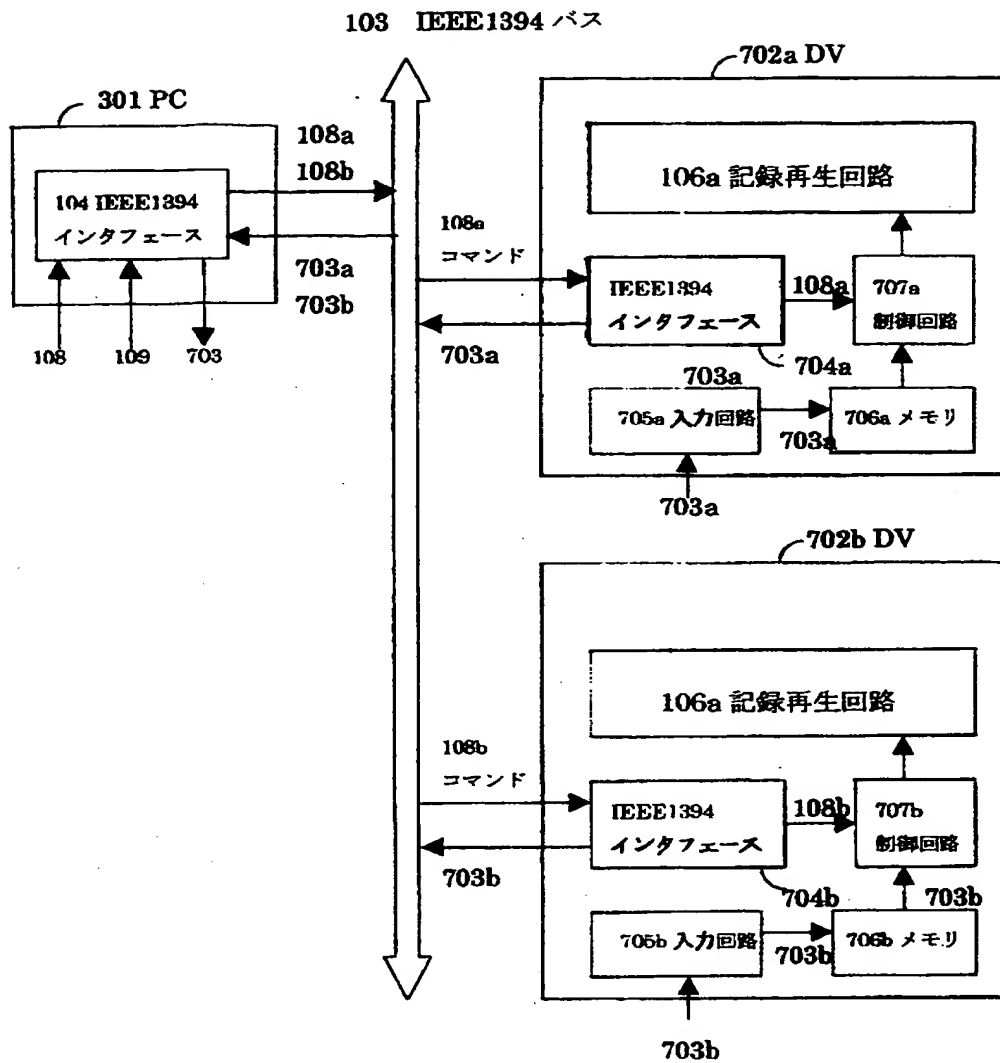 103 IEEE1394 バス
301 PC
104 IEEE1394
インタフェース
108
109
703
108a
108b
703a
703b
702a DV
106a 記録再生回路
108a
コマンド
703a
IEEE1394
インタフェース
108a
707a
制御回路
704a
703a
705a 入力回路
703a
706a メモリ
703a
702b DV
106a 記録再生回路
108b
コマンド
703b
IEEE1394
インタフェース
108b
707b
制御回路
704b
703b
705b 入力回路
703b
706b メモリ
703b